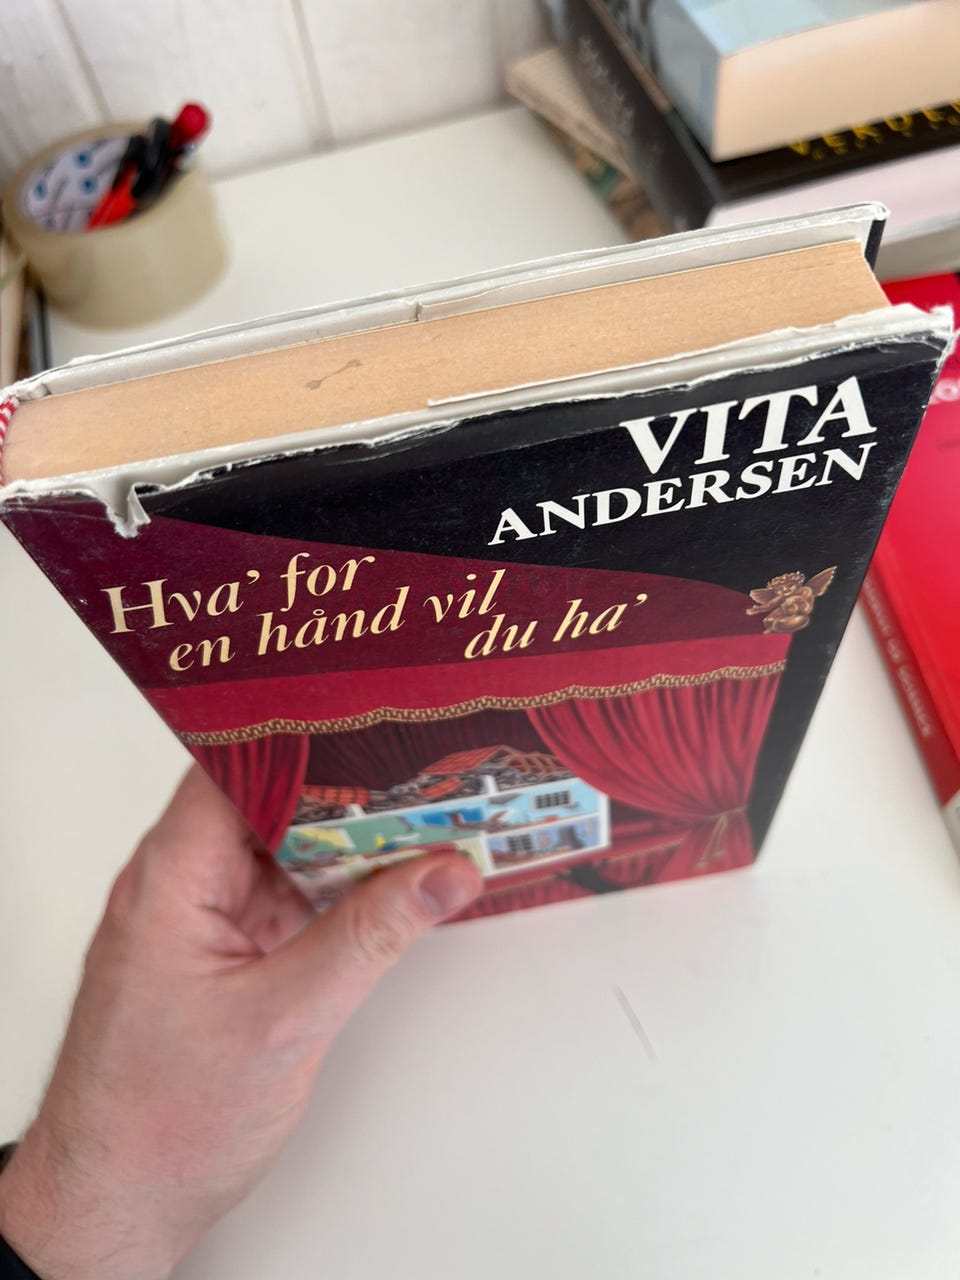 VITA
ANDERSEN
Hva' for
en hånd vil
du ha'